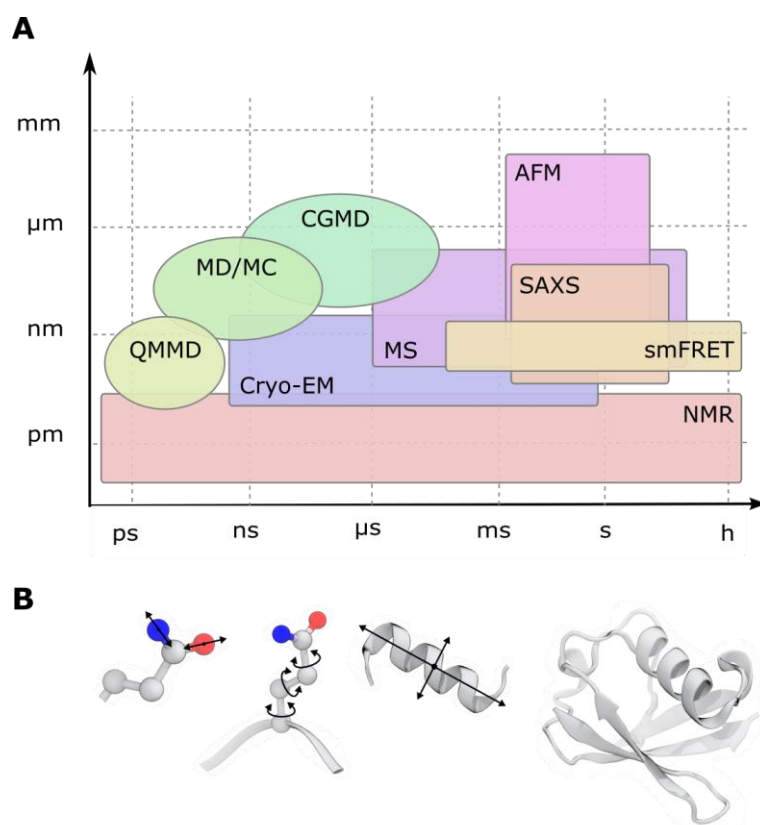 A
mm
μm
nm
pm
AFM
CGMD
MD/MC
SAXS
QMMD
MS
smFRET
Cryo-EM
NMR
ps
ns
μs
ms
s
h
B